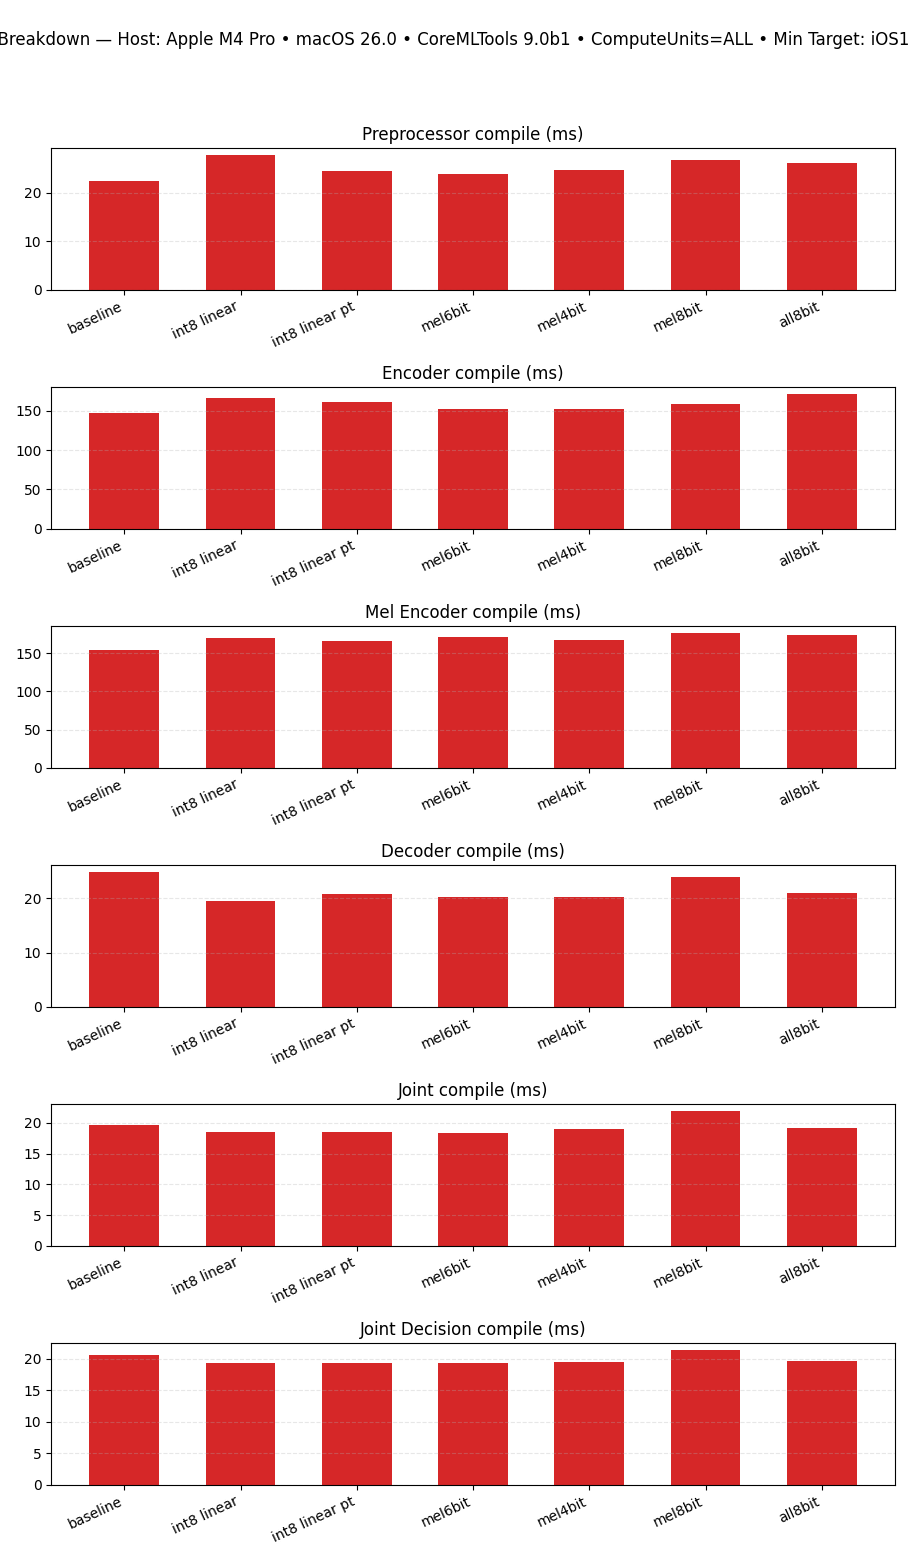 Breakdown — Host: Apple M4 Pro • macOS 26.0 • CoreMLTools 9.0b1 • ComputeUnits=ALL • Min Target: iOS1
Preprocessor compile (ms)
20
10
0
baseline
int8 linear
int8 linear pt
mel6bit
mel4bit
mel8bit
all8bit
Encoder compile (ms)
150
100
50
0
baseline
int8 linear
int8 linear pt
mel6bit
mel4bit
mel8bit
all8bit
Mel Encoder compile (ms)
150
100
50
0
baseline
int8 linear
int8 linear pt
mel6bit
mel4bit
mel8bit
all8bit
Decoder compile (ms)
20
10
0
baseline
int8 linear
int8 linear pt
mel6bit
mel4bit
mel8bit
all8bit
Joint compile (ms)
20
15
10
5
0
baseline
int8 linear
int8 linear pt
mel6bit
mel4bit
mel8bit
all8bit
Joint Decision compile (ms)
20
15
10
5
0
baseline
int8 linear
int8 linear pt
mel6bit
mel4bit
mel8bit
all8bit